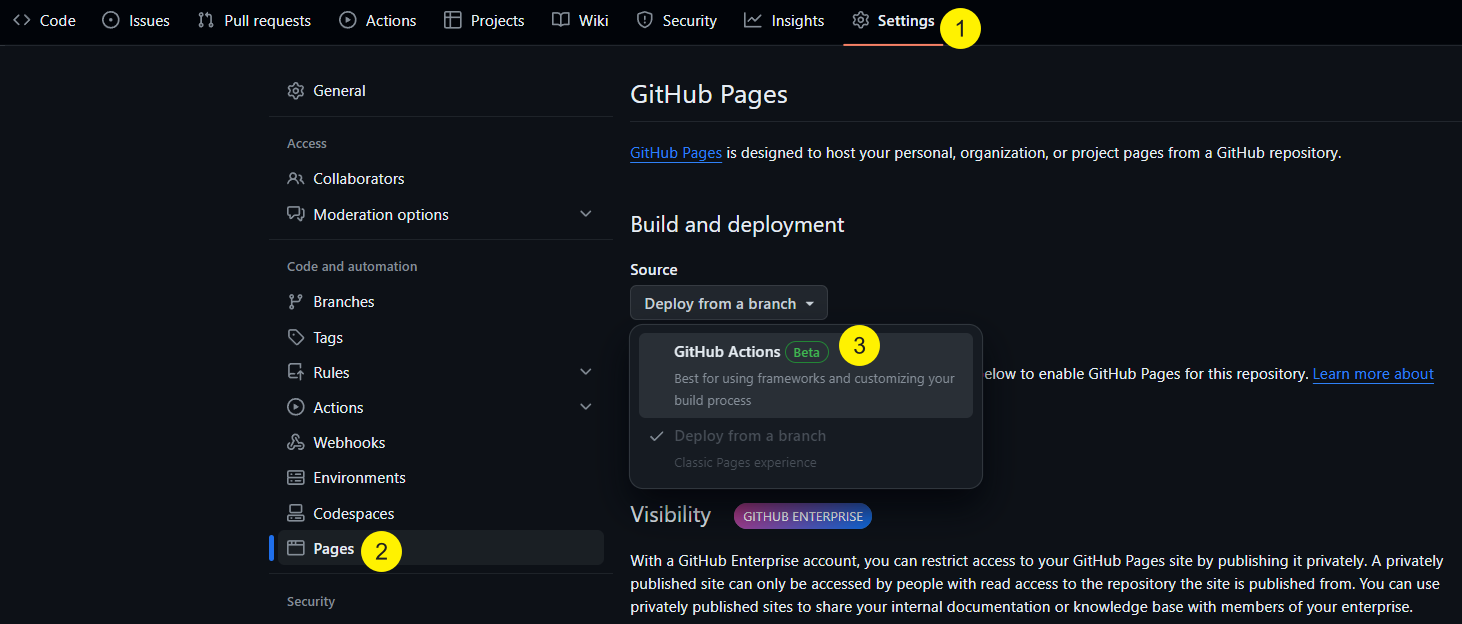 Code
Issues
Pull requests
Actions
Projects
Wiki
Security
Insights
Settings
1
General
Access
Collaborators
Moderation options
Code and automation
Branches
Tags
Rules
Actions
Webhooks
Environments
Codespaces
Pages
2
Security
GitHub Pages
GitHub Pages is designed to host your personal, organization, or project pages from a GitHub repository.
Build and deployment
Source
Deploy from a branch
GitHub Actions Beta
3
Best for using frameworks and customizing your
build process
elow to enable GitHub Pages for this repository. Learn more about
Deploy from a branch
Classic Pages experience
Visibility GITHUB ENTERPRISE
With a GitHub Enterprise account, you can restrict access to your GitHub Pages site by publishing it privately. A privately
published site can only be accessed by people with read access to the repository the site is published from. You can use
privately published sites to share your internal documentation or knowledge base with members of your enterprise.